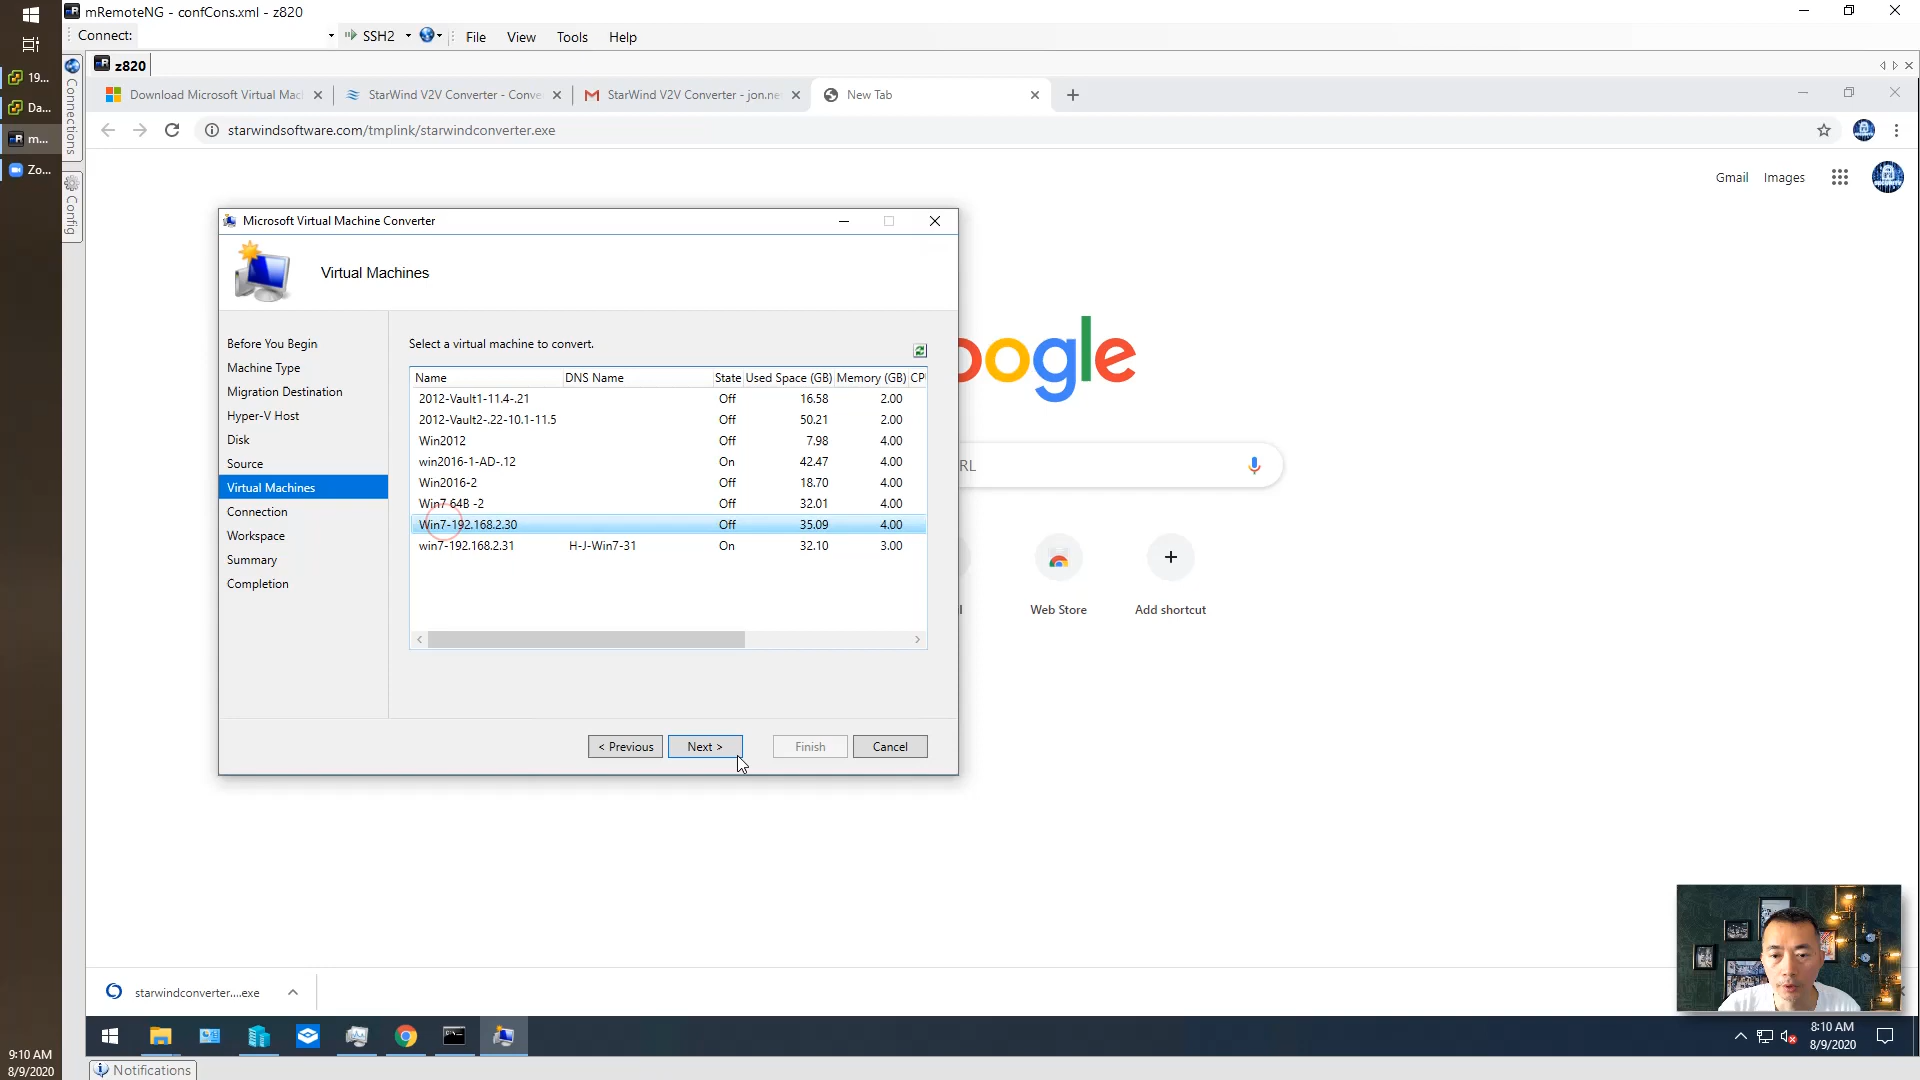 mRemoteNG - confCons.xml - z820
Connect:
SSH2
File
View
Tools
Help
19...
Da...
m...
Zo...
Connections
Config
z820
Download Microsoft Virtual Mac
StarWind V2V Converter - Conve
StarWind V2V Converter - jon.ne
New Tab
starwindsoftware.com/tmplink/starwindconverter.exe
Gmail
Images
Microsoft Virtual Machine Converter
Virtual Machines
Before You Begin
Machine Type
Migration Destination
Hyper-V Host
Disk
Source
Virtual Machines
Connection
Workspace
Summary
Completion
Select a virtual machine to convert.
Name DNS Name State Used Space (GB) Memory (GB) CP
2012-Vault1-11.4-.21 Off 16.58 2.00
2012-Vault2-.22-10.1-11.5 Off 50.21 2.00
Win2012 Off 7.98 4.00
win2016-1-AD-.12 On 42.47 4.00
Win2016-2 Off 18.70 4.00
Win7 64B -2 Off 32.01 4.00
Win7-192.168.2.30 Off 35.09 4.00
win7-192.168.2.31 H-J-Win7-31 On 32.10 3.00
< Previous
Next >
Finish
Cancel
oogle
RL
l
Web Store
Add shortcut
starwindconverter....exe
8:10 AM
8/9/2020
9:10 AM
8/9/2020
Notifications